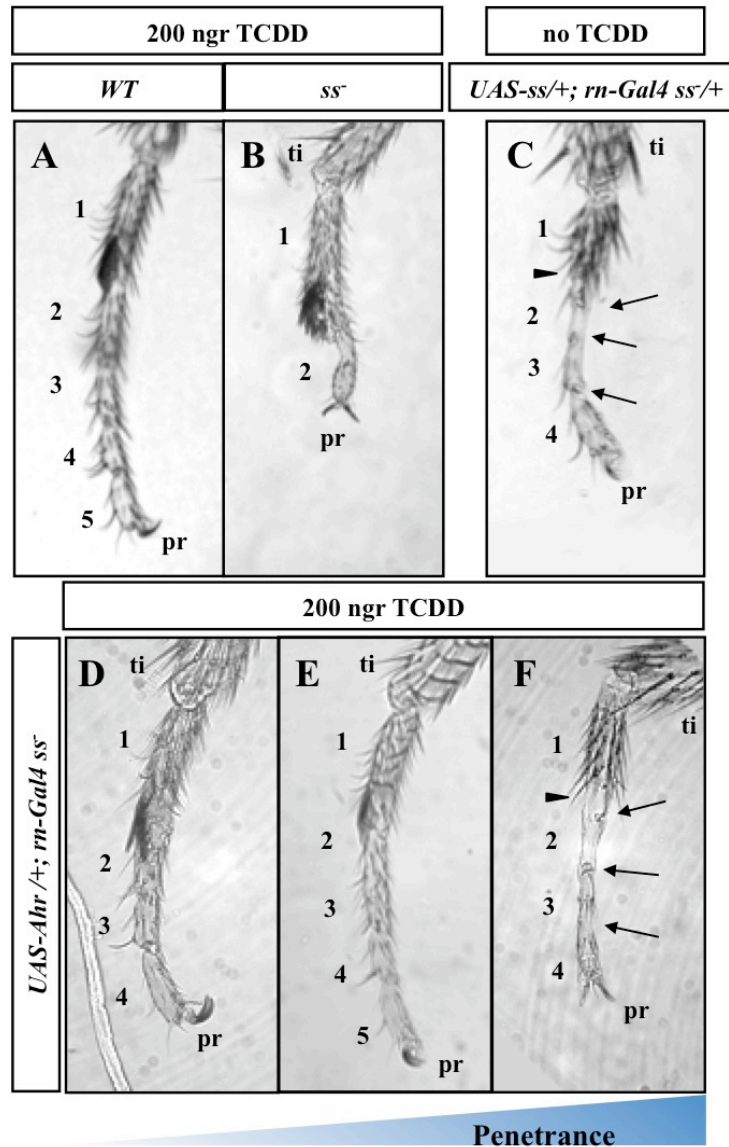 200 ngr TCDD
no TCDD
WT
ss-
UAS-ss/+; rn-Gal4 ss-/+
A
1
2
3
4
5
pr
B
ti
1
2
pr
C
ti
1
2
3
4
pr
200 ngr TCDD
UAS-Ahr /+; rn-Gal4 ss-
D
ti
1
2
3
4
pr
E
ti
1
2
3
4
5
pr
F
ti
1
2
3
4
pr
Penetrance